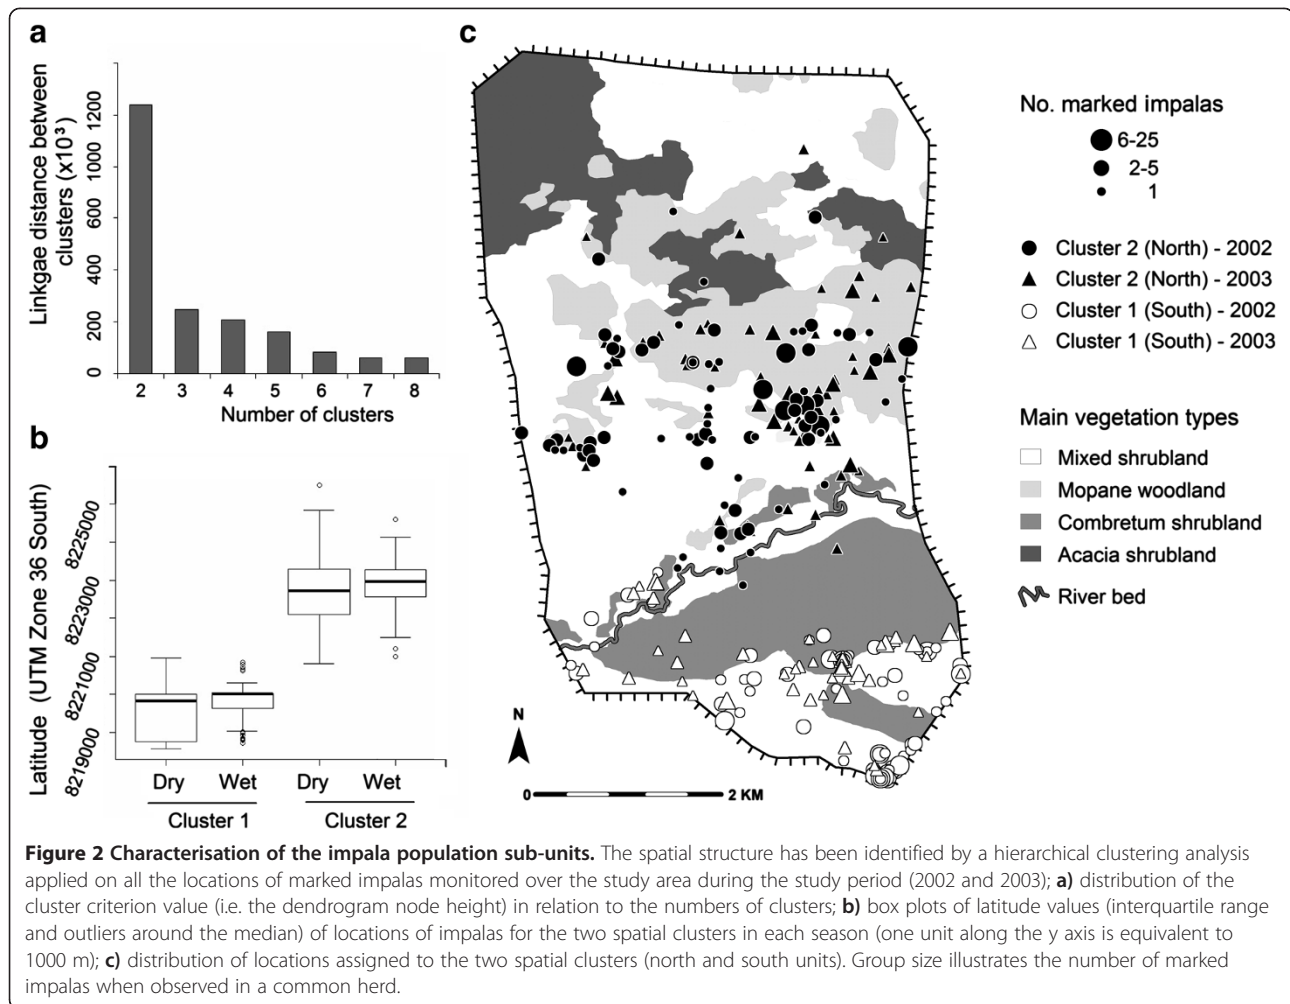 a
Linkgae distance between
clusters (x10³)
0
200
400
600
800
1000
1200
2 3 4 5 6 7 8
Number of clusters
b
Latitude (UTM Zone 36 South)
8219000
8221000
8223000
8225000
Dry Wet Dry Wet
Cluster 1 Cluster 2
c
N
0 2 KM
No. marked impalas
6-25
2-5
1
Cluster 2 (North) - 2002
Cluster 2 (North) - 2003
Cluster 1 (South) - 2002
Cluster 1 (South) - 2003
Main vegetation types
Mixed shrubland
Mopane woodland
Combretum shrubland
Acacia shrubland
River bed
Figure 2 Characterisation of the impala population sub-units. The spatial structure has been identified by a hierarchical clustering analysis
applied on all the locations of marked impalas monitored over the study area during the study period (2002 and 2003); a) distribution of the
cluster criterion value (i.e. the dendrogram node height) in relation to the numbers of clusters; b) box plots of latitude values (interquartile range
and outliers around the median) of locations of impalas for the two spatial clusters in each season (one unit along the y axis is equivalent to
1000 m); c) distribution of locations assigned to the two spatial clusters (north and south units). Group size illustrates the number of marked
impalas when observed in a common herd.